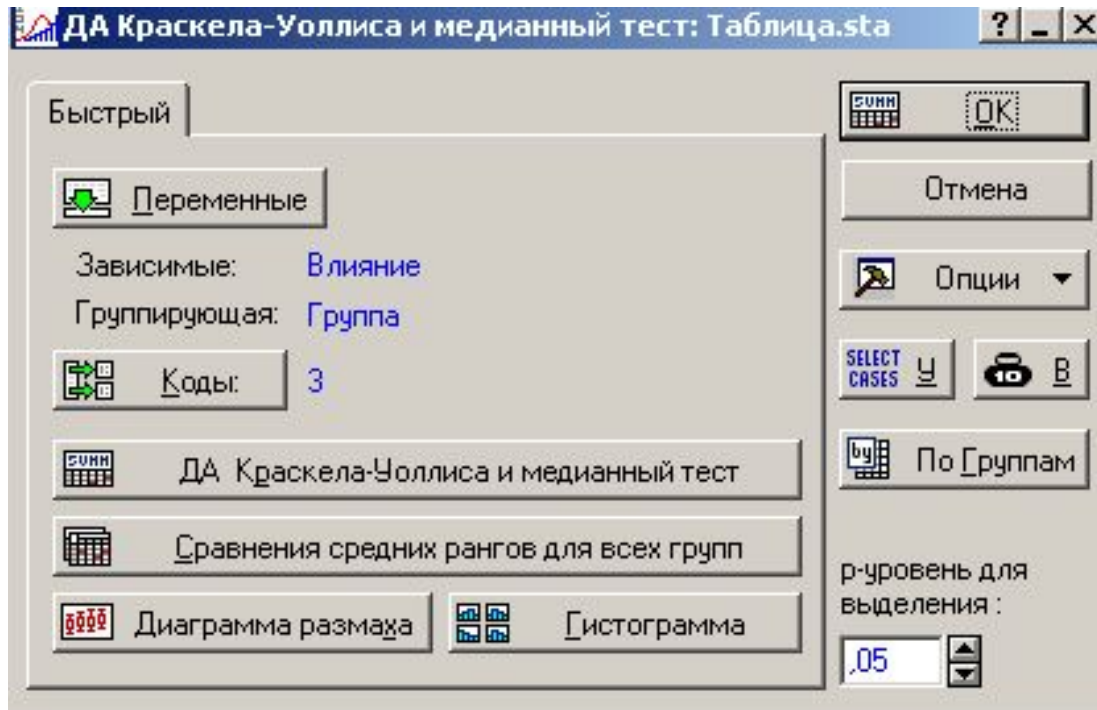 ДА Краскела-Уоллиса и медианный тест: Таблица.sta
Быстрый
Переменные
Зависимые: Влияние
Группирующая: Группа
Коды: 3
ДА Краскела-Уоллиса и медианный тест
Сравнения средних рангов для всех групп
Диаграмма размаха
Гистограмма
OK
Отмена
Опции
SELECT CASES У
В
По Группам
p-уровень для
выделения :
,05